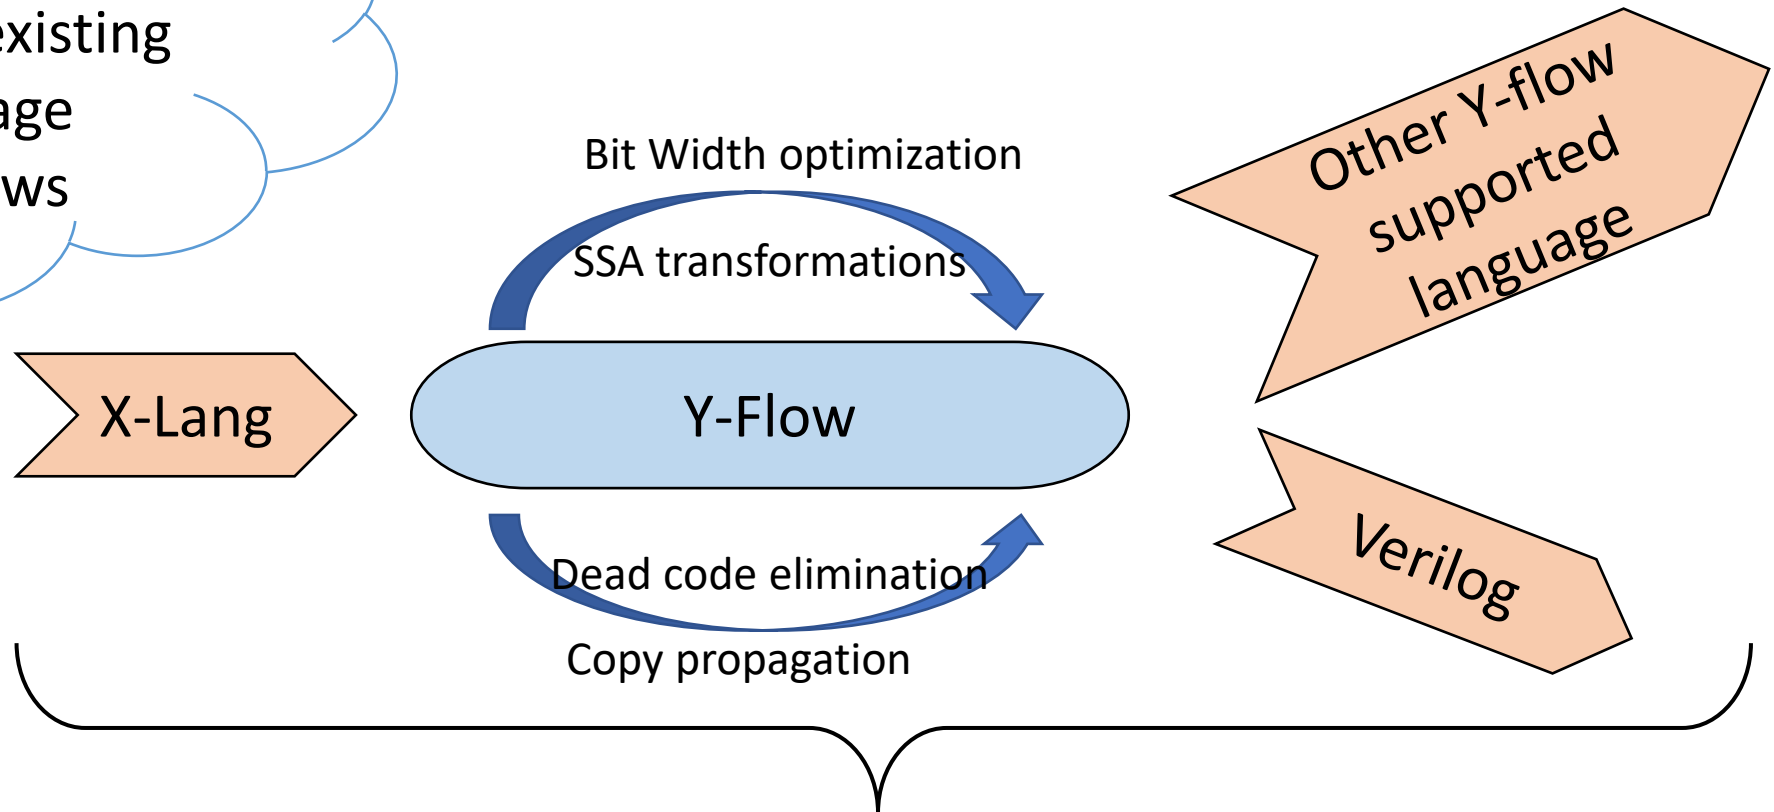 existing
age
ws
Bit Width optimization
SSA transformations
X-Lang
Y-Flow
Dead code elimination
Copy propagation
Other Y-flow
supported
language
Verilog